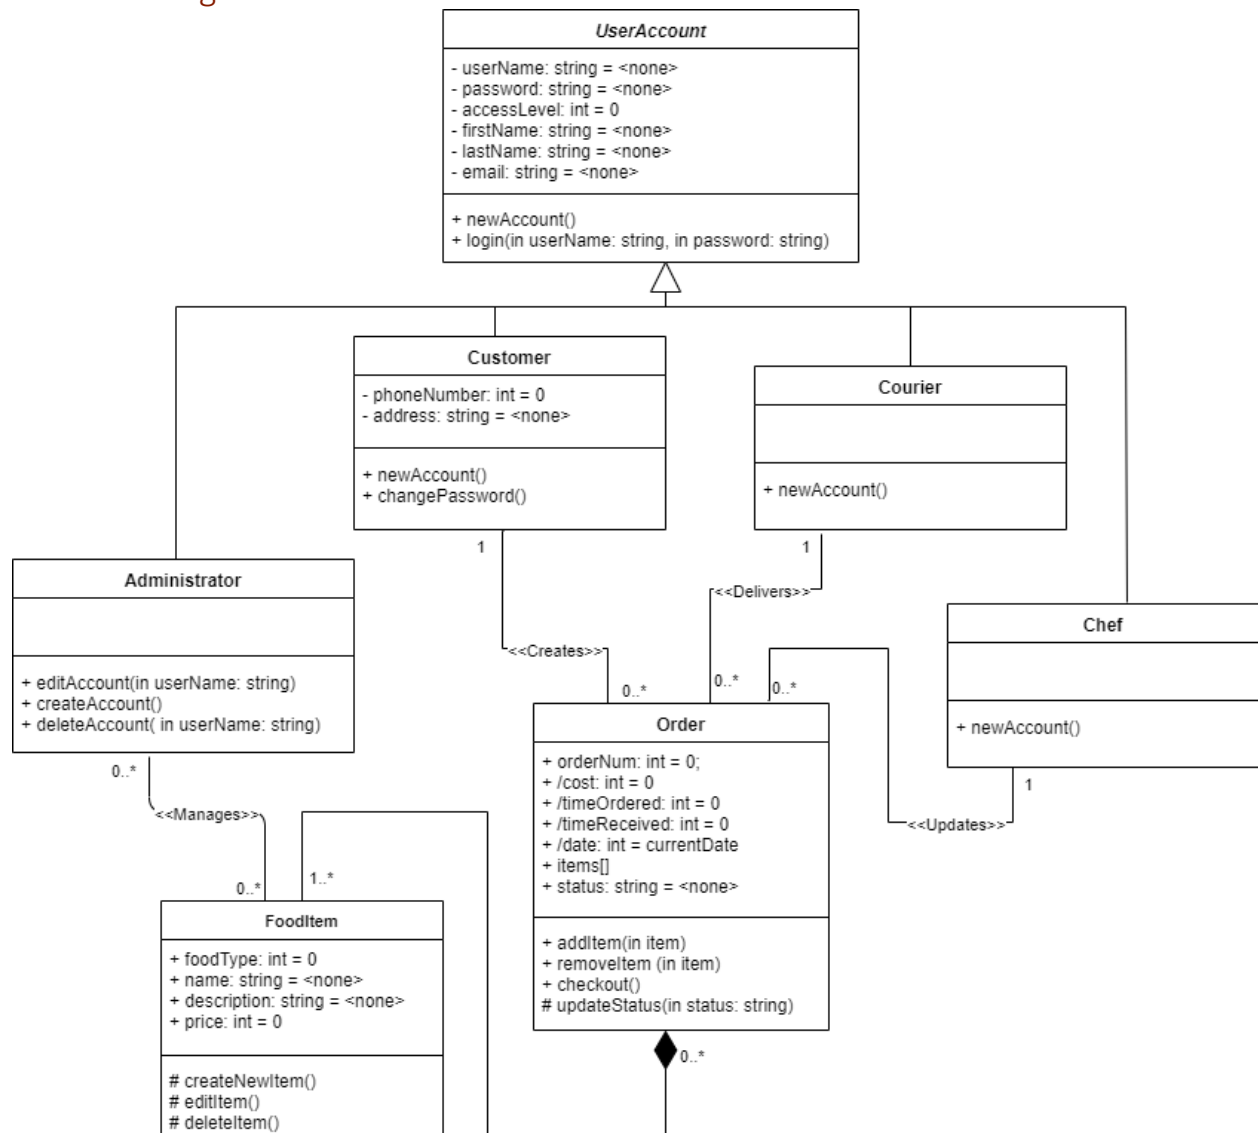 UserAccount
- userName: string = <none>
- password: string = <none>
- accessLevel: int = 0
- firstName: string = <none>
- lastName: string = <none>
- email: string = <none>
+ newAccount()
+ login(in userName: string, in password: string)
Customer
- phoneNumber: int = 0
- address: string = <none>
+ newAccount()
+ changePassword()
Courier
+ newAccount()
1
1
Administrator
+ editAccount(in userName: string)
+ createAccount()
+ deleteAccount( in userName: string)
<<Delivers>>
Chef
+ newAccount()
<<Creates>>
0..*
0..*
0..*
Order
+ orderNum: int = 0;
+ /cost: int = 0
+ /timeOrdered: int = 0
+ /timeReceived: int = 0
+ /date: int = currentDate
+ items[]
+ status: string = <none>
+ addItem(in item)
+ removeItem (in item)
+ checkout()
# updateStatus(in status: string)
0..*
1
<<Manages>>
<<Updates>>
0..*
1..*
FoodItem
+ foodType: int = 0
+ name: string = <none>
+ description: string = <none>
+ price: int = 0
# createNewItem()
# editItem()
# deleteItem()
0..*